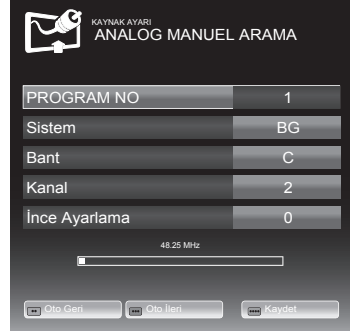 KAYNAK AYARI
ANALOG MANUEL ARAMA
PROGRAM NO 1
Sistem BG
Bant C
Kanal 2
İnce Ayarlama 0
48.25 MHz
Oto Geri Oto İleri Kaydet